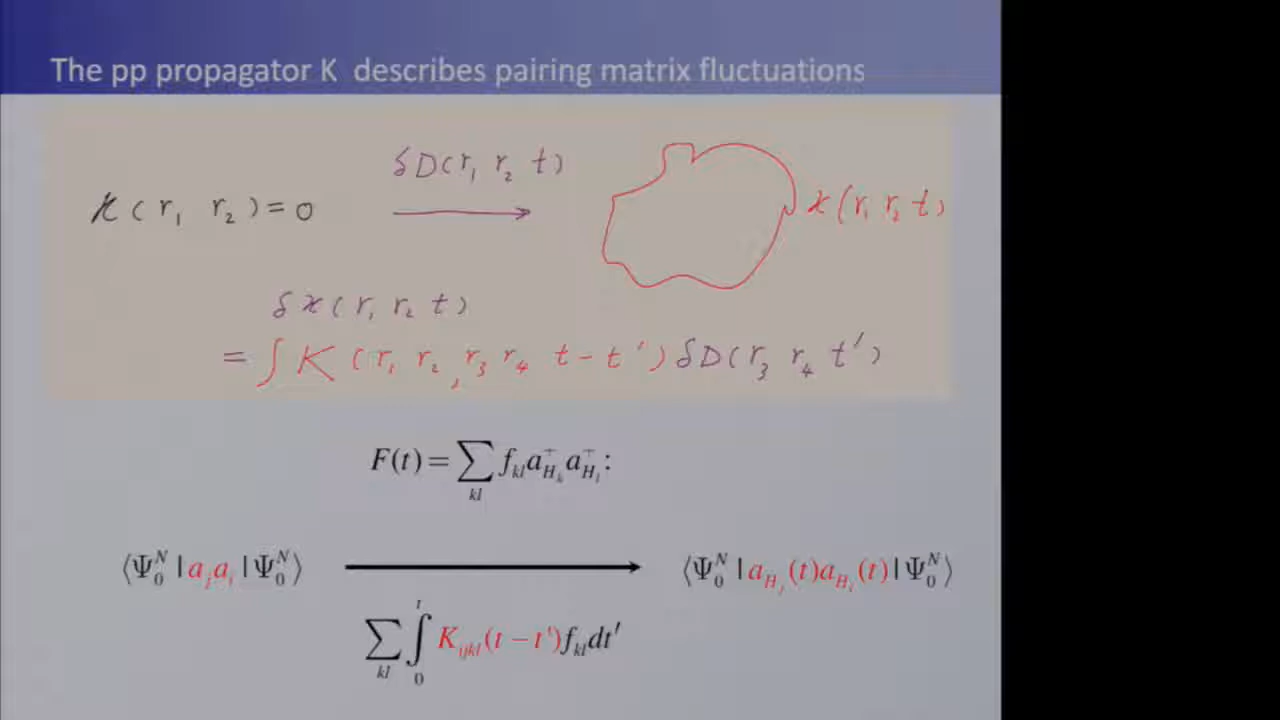 The pp propagator K describes pairing matrix fluctuations
δD(r₁ r₂ t)
κ(r₁ r₂)=0
κ(r₁ r₂ t)
δκ(r₁ r₂ t)
= ∫ K (r₁ r₂, r₃ r₄ t-t') δD(r₃ r₄ t')
F(t) = ∑_{kl} f_{kl} a⁺_{H_k} a⁺_{H_l}:
⟨Ψ₀ᴺ | a_j a_i | Ψ₀ᴺ⟩ ⟨Ψ₀ᴺ | a_{H_j}(t) a_{H_i}(t) | Ψ₀ᴺ⟩
∑_{kl} ∫₀ᵗ K_{ijkl}(t − t') f_{kl} dt'